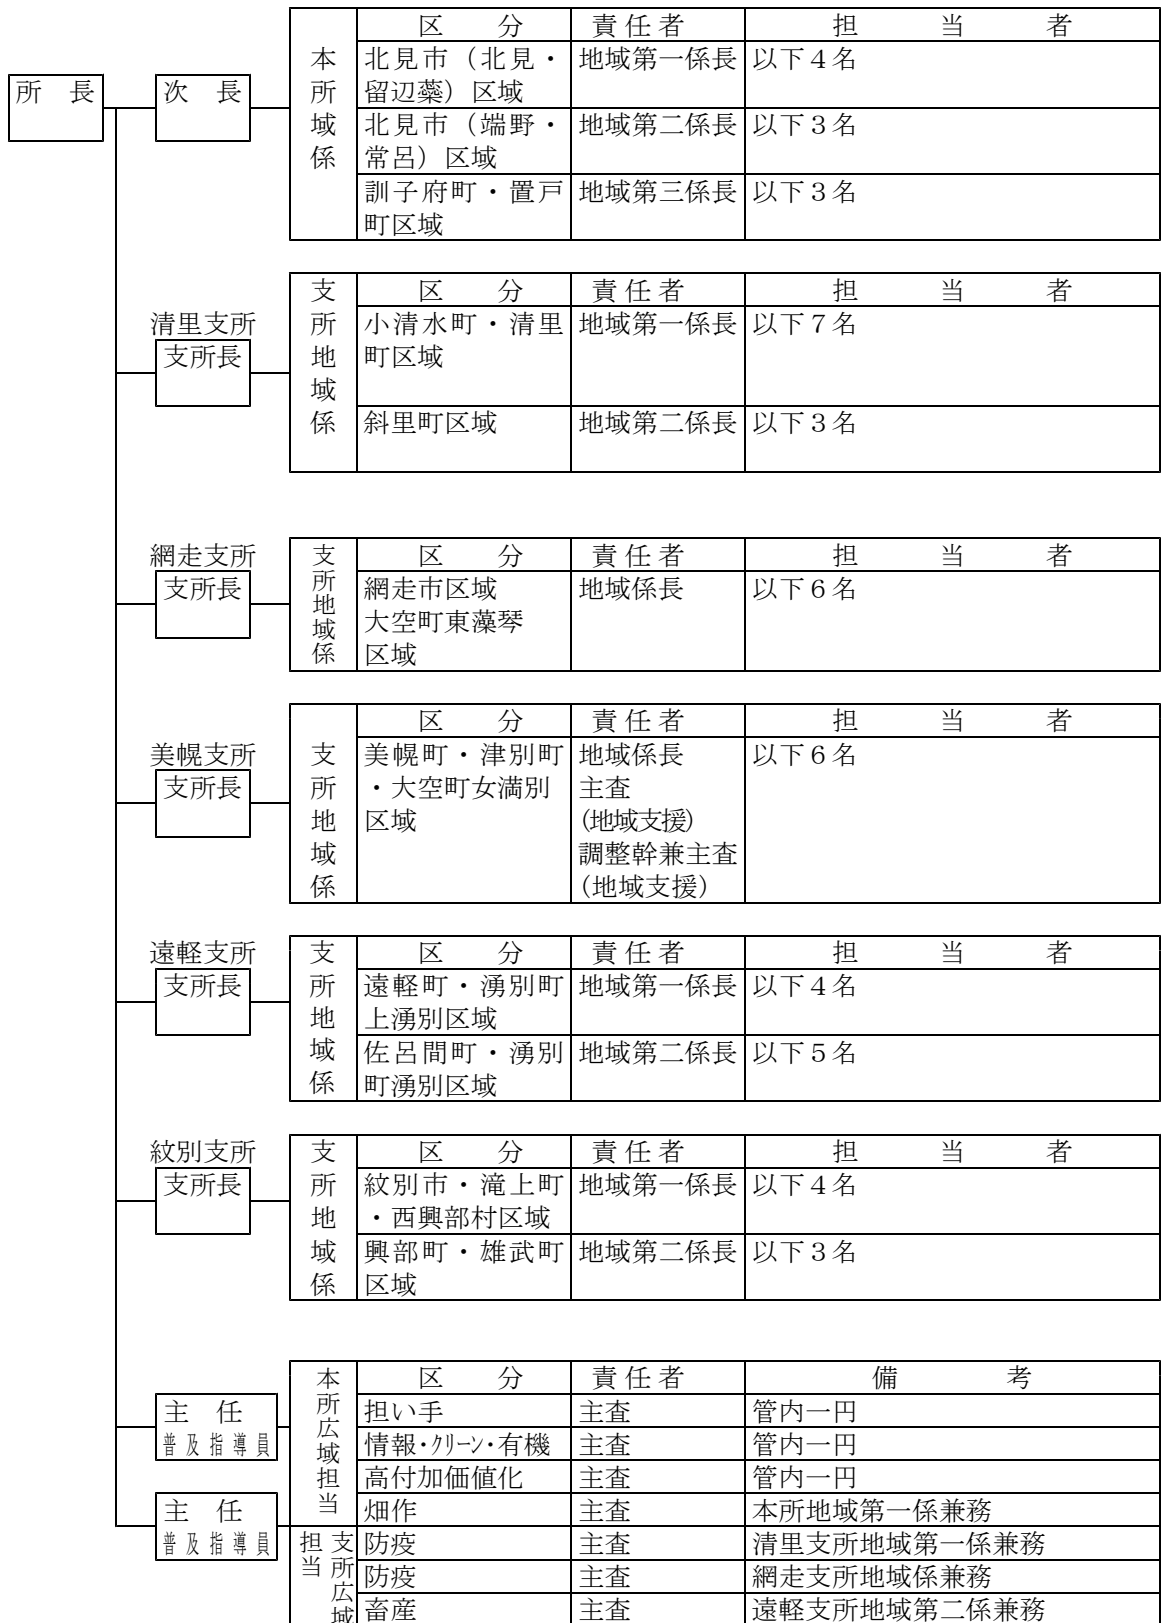 所　長
次　長
本所域係
区　　分　責任者　担　　当　　者
北見市（北見・　地域第一係長　以下４名
留辺蘂）区域
北見市（端野・　地域第二係長　以下３名
常呂）区域
訓子府町・置戸　地域第三係長　以下３名
町区域
清里支所
支所長
支所地域係
区　　分　責任者　担　　当　　者
小清水町・清里　地域第一係長　以下７名
町区域
斜里町区域　地域第二係長　以下３名
網走支所
支所長
支所地域係
区　　分　責任者　担　　当　　者
網走市区域　地域係長　以下６名
大空町東藻琴
区域
美幌支所
支所長
支所地域係
区　　分　責任者　担　　当　　者
美幌町・津別町　地域係長　以下６名
・大空町女満別　主査
区域　(地域支援)
調整幹兼主査
（地域支援）
遠軽支所
支所長
支所地域係
区　　分　責任者　担　　当　　者
遠軽町・湧別町　地域第一係長　以下４名
上湧別区域
佐呂間町・湧別　地域第二係長　以下５名
町湧別区域
紋別支所
支所長
支所地域係
区　　分　責任者　担　　当　　者
紋別市・滝上町　地域第一係長　以下４名
・西興部村区域
興部町・雄武町　地域第二係長　以下３名
区域
主　任
普及指導員
主　任
普及指導員
本所広域担当
区　　分　責任者　備　　考
担い手　主査　管内一円
情報・ｸﾘｰﾝ・有機　主査　管内一円
高付加価値化　主査　管内一円
畑作　主査　本所地域第一係兼務
支所広域
担当
防疫　主査　清里支所地域第一係兼務
防疫　主査　網走支所地域係兼務
畜産　主査　遠軽支所地域第二係兼務